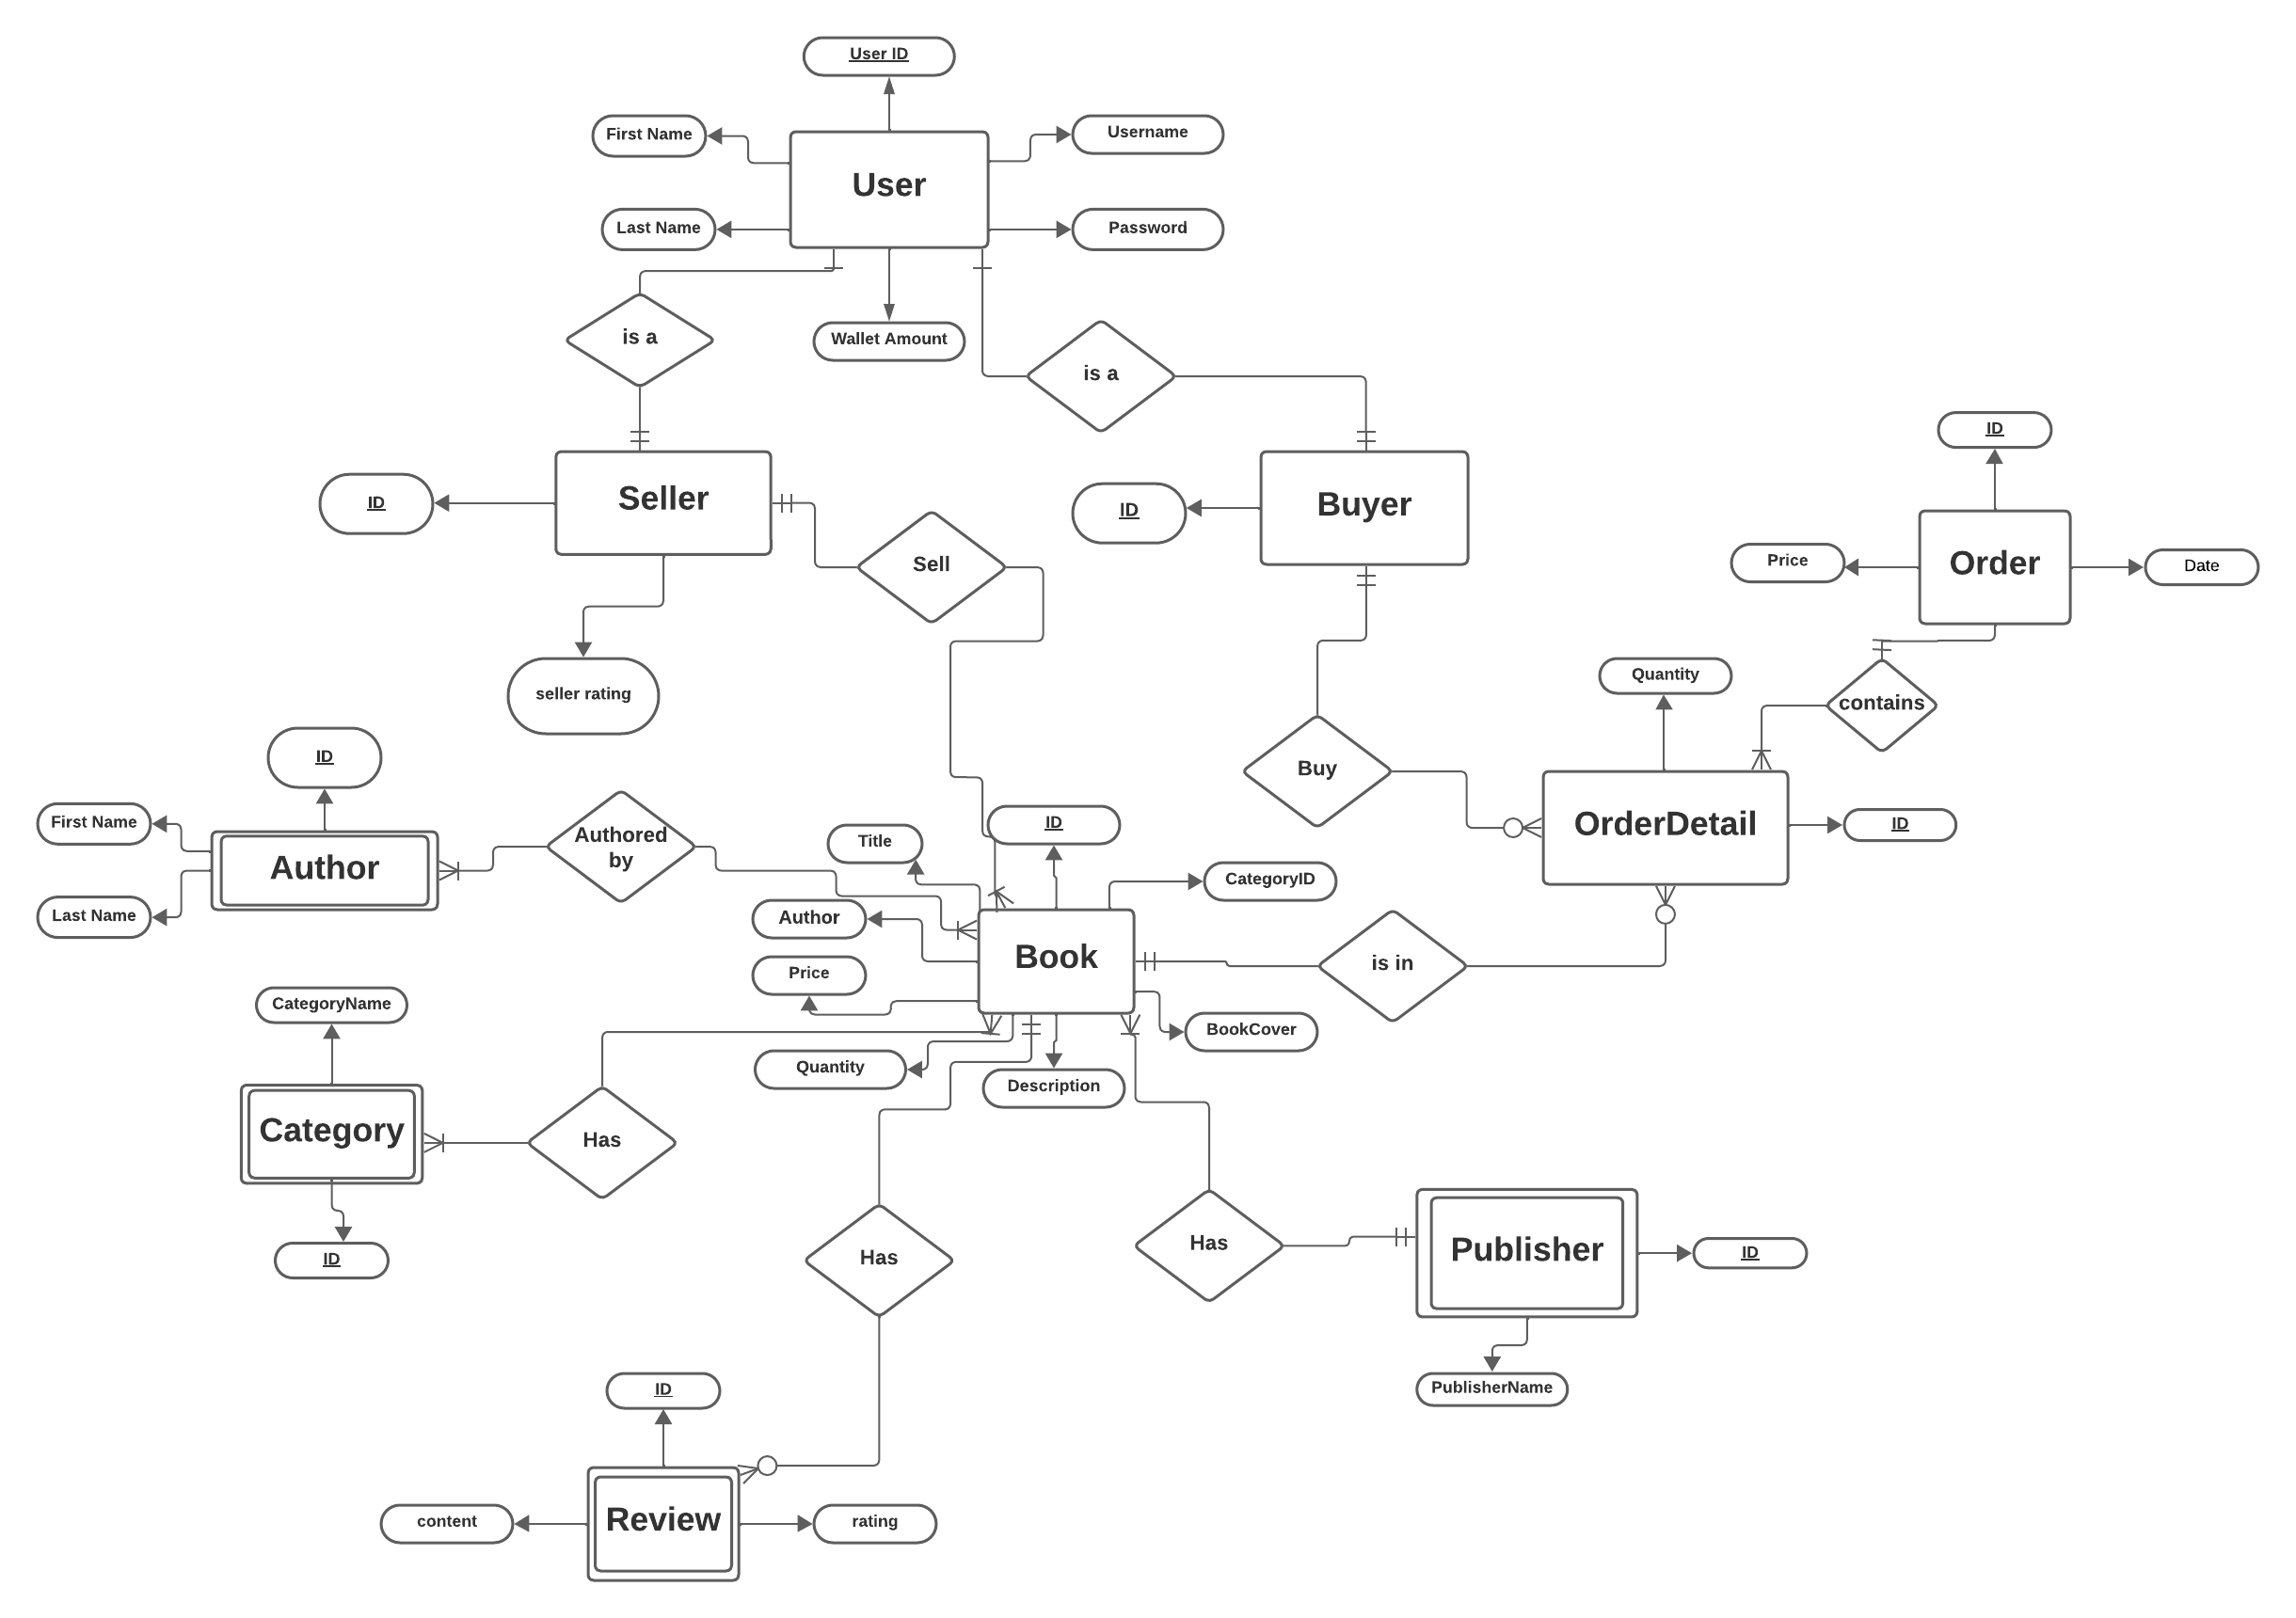 User ID
First Name
Username
User
Last Name
Password
is a
Wallet Amount
is a
ID
Seller
ID
Buyer
ID
Sell
Order
Price
Date
seller rating
Quantity
contains
ID
Buy
First Name
Authored
by
Title
ID
OrderDetail
ID
Author
Last Name
CategoryID
Author
Book
is in
Price
CategoryName
BookCover
Quantity
Description
Category
Has
ID
Has
Has
Publisher
ID
PublisherName
ID
content
Review
rating